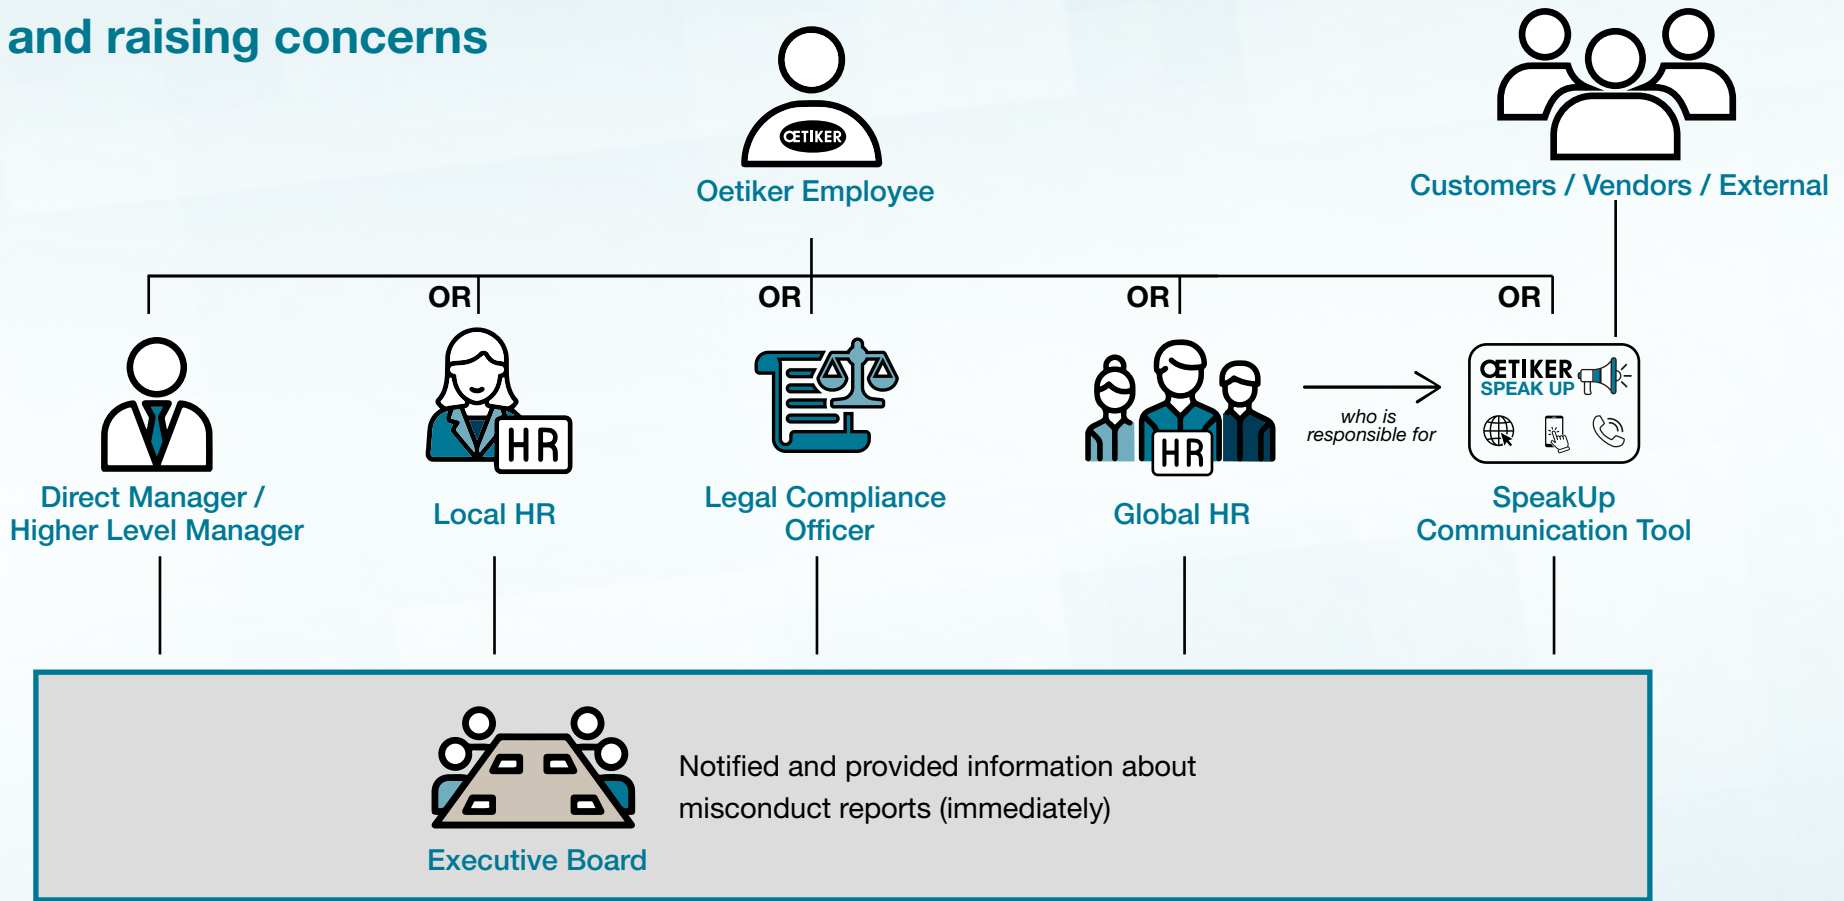 and raising concerns
ŒTIKER
Oetiker Employee
Customers / Vendors / External
OR
OR
OR
OR
HR
HR
ŒTIKER
SPEAK UP
who is
responsible for
Direct Manager /
Higher Level Manager
Local HR
Legal Compliance
Officer
Global HR
SpeakUp
Communication Tool
Notified and provided information about
misconduct reports (immediately)
Executive Board